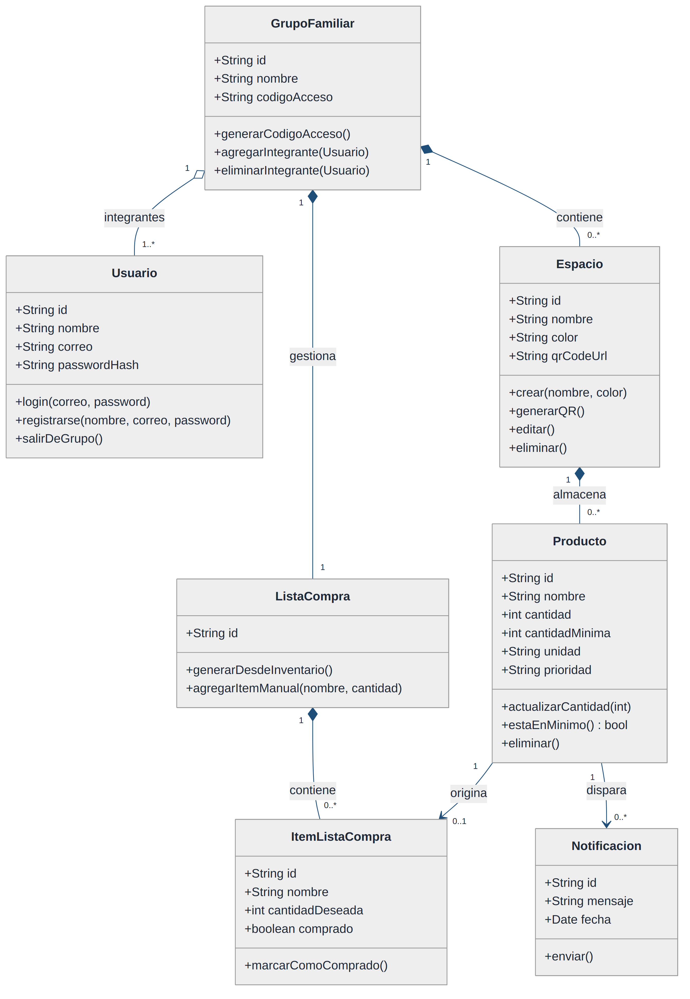 GrupoFamiliar
+String id
+String nombre
+String codigoAcceso
+generarCodigoAcceso()
+agregarIntegrante(Usuario)
+eliminarIntegrante(Usuario)
1
integrantes
1..*
1
gestiona
1
1
contiene
0..*
Usuario
+String id
+String nombre
+String correo
+String passwordHash
+login(correo, password)
+registrarse(nombre, correo, password)
+salirDeGrupo()
Espacio
+String id
+String nombre
+String color
+String qrCodeUrl
+crear(nombre, color)
+generarQR()
+editar()
+eliminar()
1
almacena
0..*
Producto
+String id
+String nombre
+int cantidad
+int cantidadMinima
+String unidad
+String prioridad
+actualizarCantidad(int)
+estaEnMinimo() : bool
+eliminar()
ListaCompra
+String id
+generarDesdeInventario()
+agregarItemManual(nombre, cantidad)
1
contiene
0..*
1
origina
0..1
1
dispara
0..*
ItemListaCompra
+String id
+String nombre
+int cantidadDeseada
+boolean comprado
+marcarComoComprado()
Notificacion
+String id
+String mensaje
+Date fecha
+enviar()